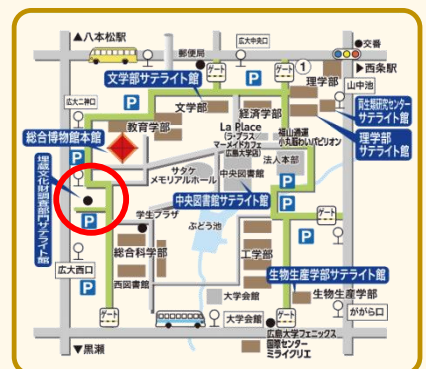 ▲八本松駅
郵便局
広大中央口
●交番
▲西条駅
ゲート
ゲート
①
理学部
山中池
文学部サテライト館
P
P
P
広大二神口
P
文学部
経済学部
再生細研究センター
サテライト館
教育学部
La Place
(ラ・プラス
マーメイドカフェ
広島大学店)
福山通運
小丸賑わいパビリオン
理学部
サテライト館
総合博物館本館
P
法人本部
サタケ
メモリアルホール
中央図書館
埋蔵文化財調査部門サテライト館
中央図書館サテライト館
P
学生プラザ
ゲート
P
ぶどう池
総合科学部
工学部
広大西口
西図書館
P
生物生産学部サテライト館
大学会館
生物生産学部
ゲート
大学会館
ゲート
ががら口
▼黒瀬
広島大学フェニックス
国際センター
ミライクリエ